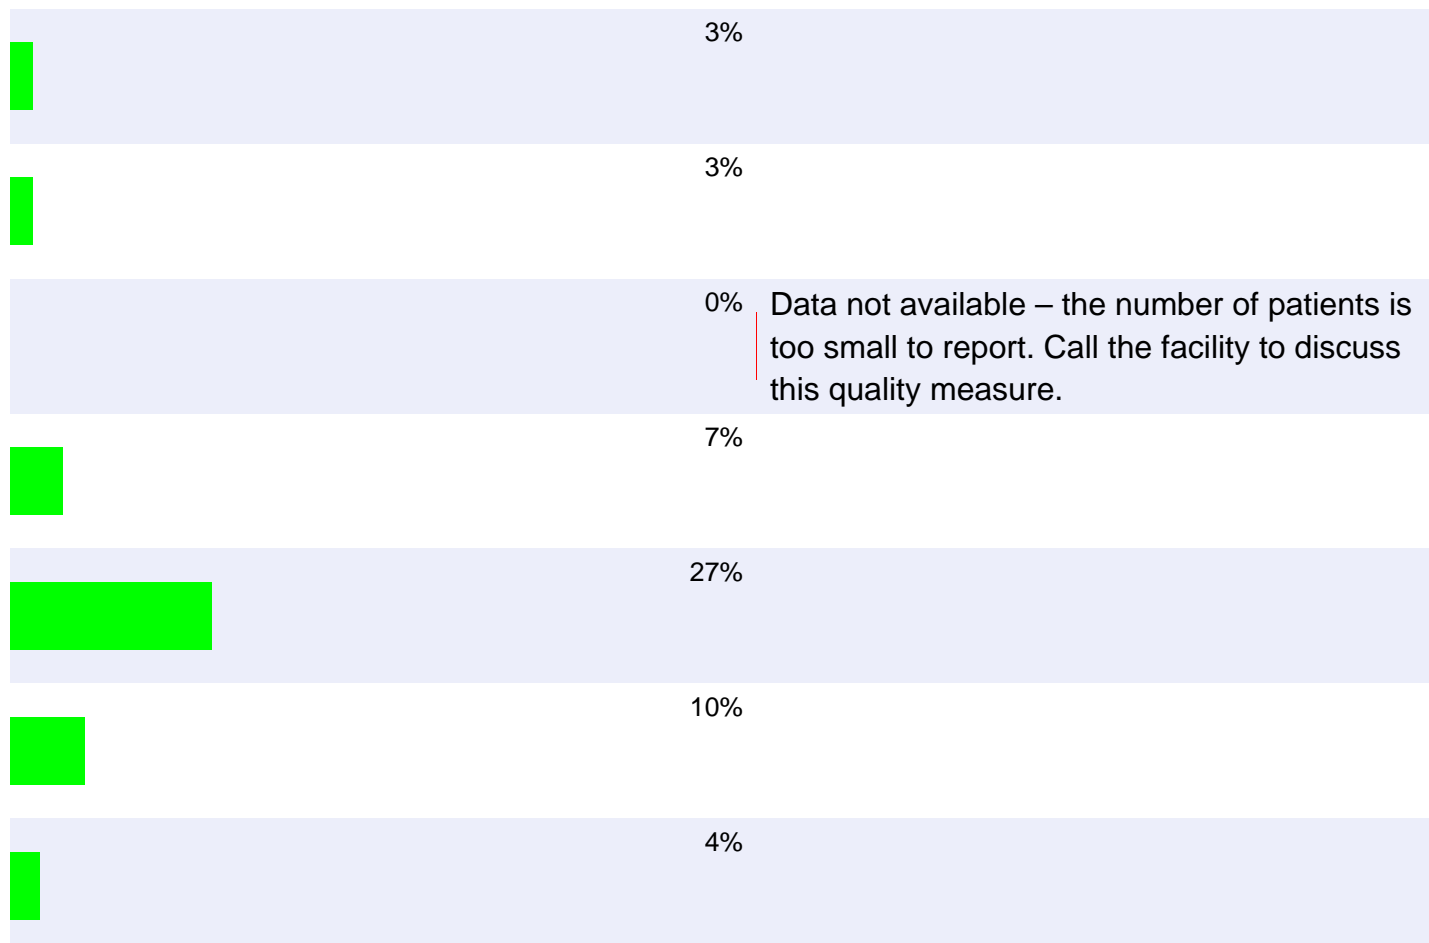 3%
3%
0%
Data not available – the number of patients is
too small to report. Call the facility to discuss
this quality measure.
7%
27%
10%
4%